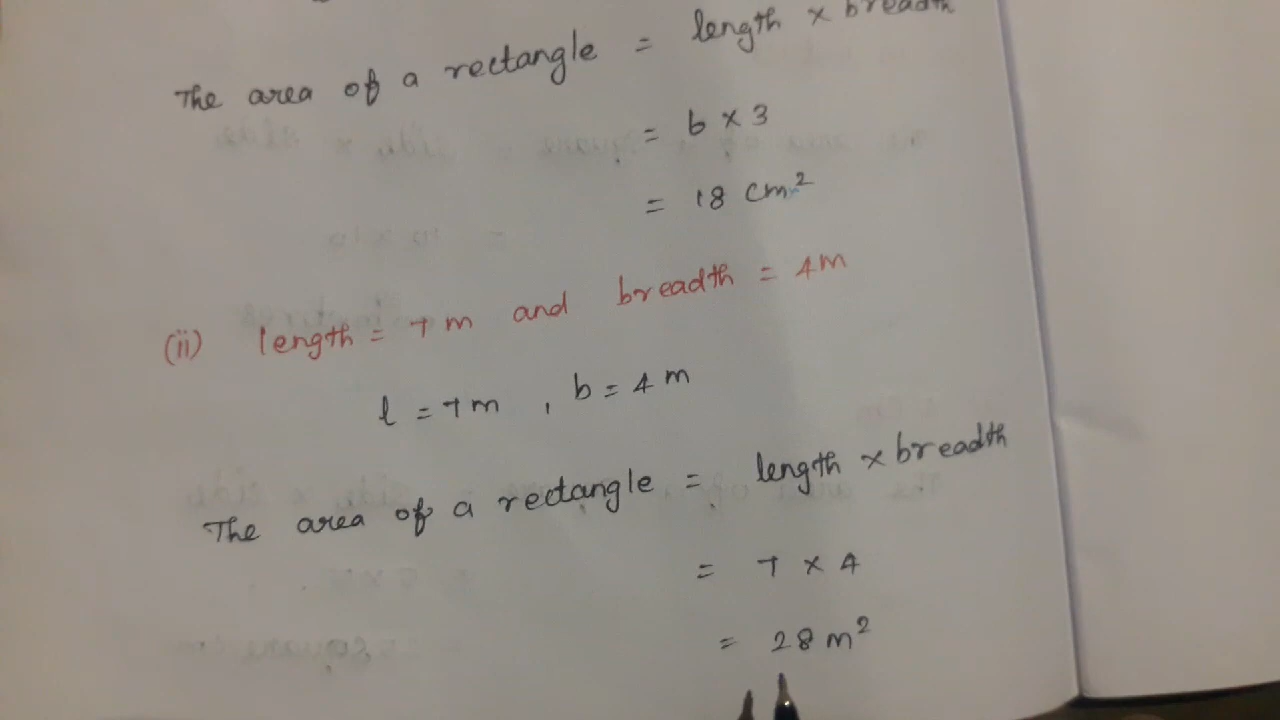 The area of a rectangle = length × breadth
= 6 × 3
= 18 cm²
(ii) length = 7 m and breadth = 4 m
l = 7 m , b = 4 m
The area of a rectangle = length × breadth
= 7 × 4
= 28 m²